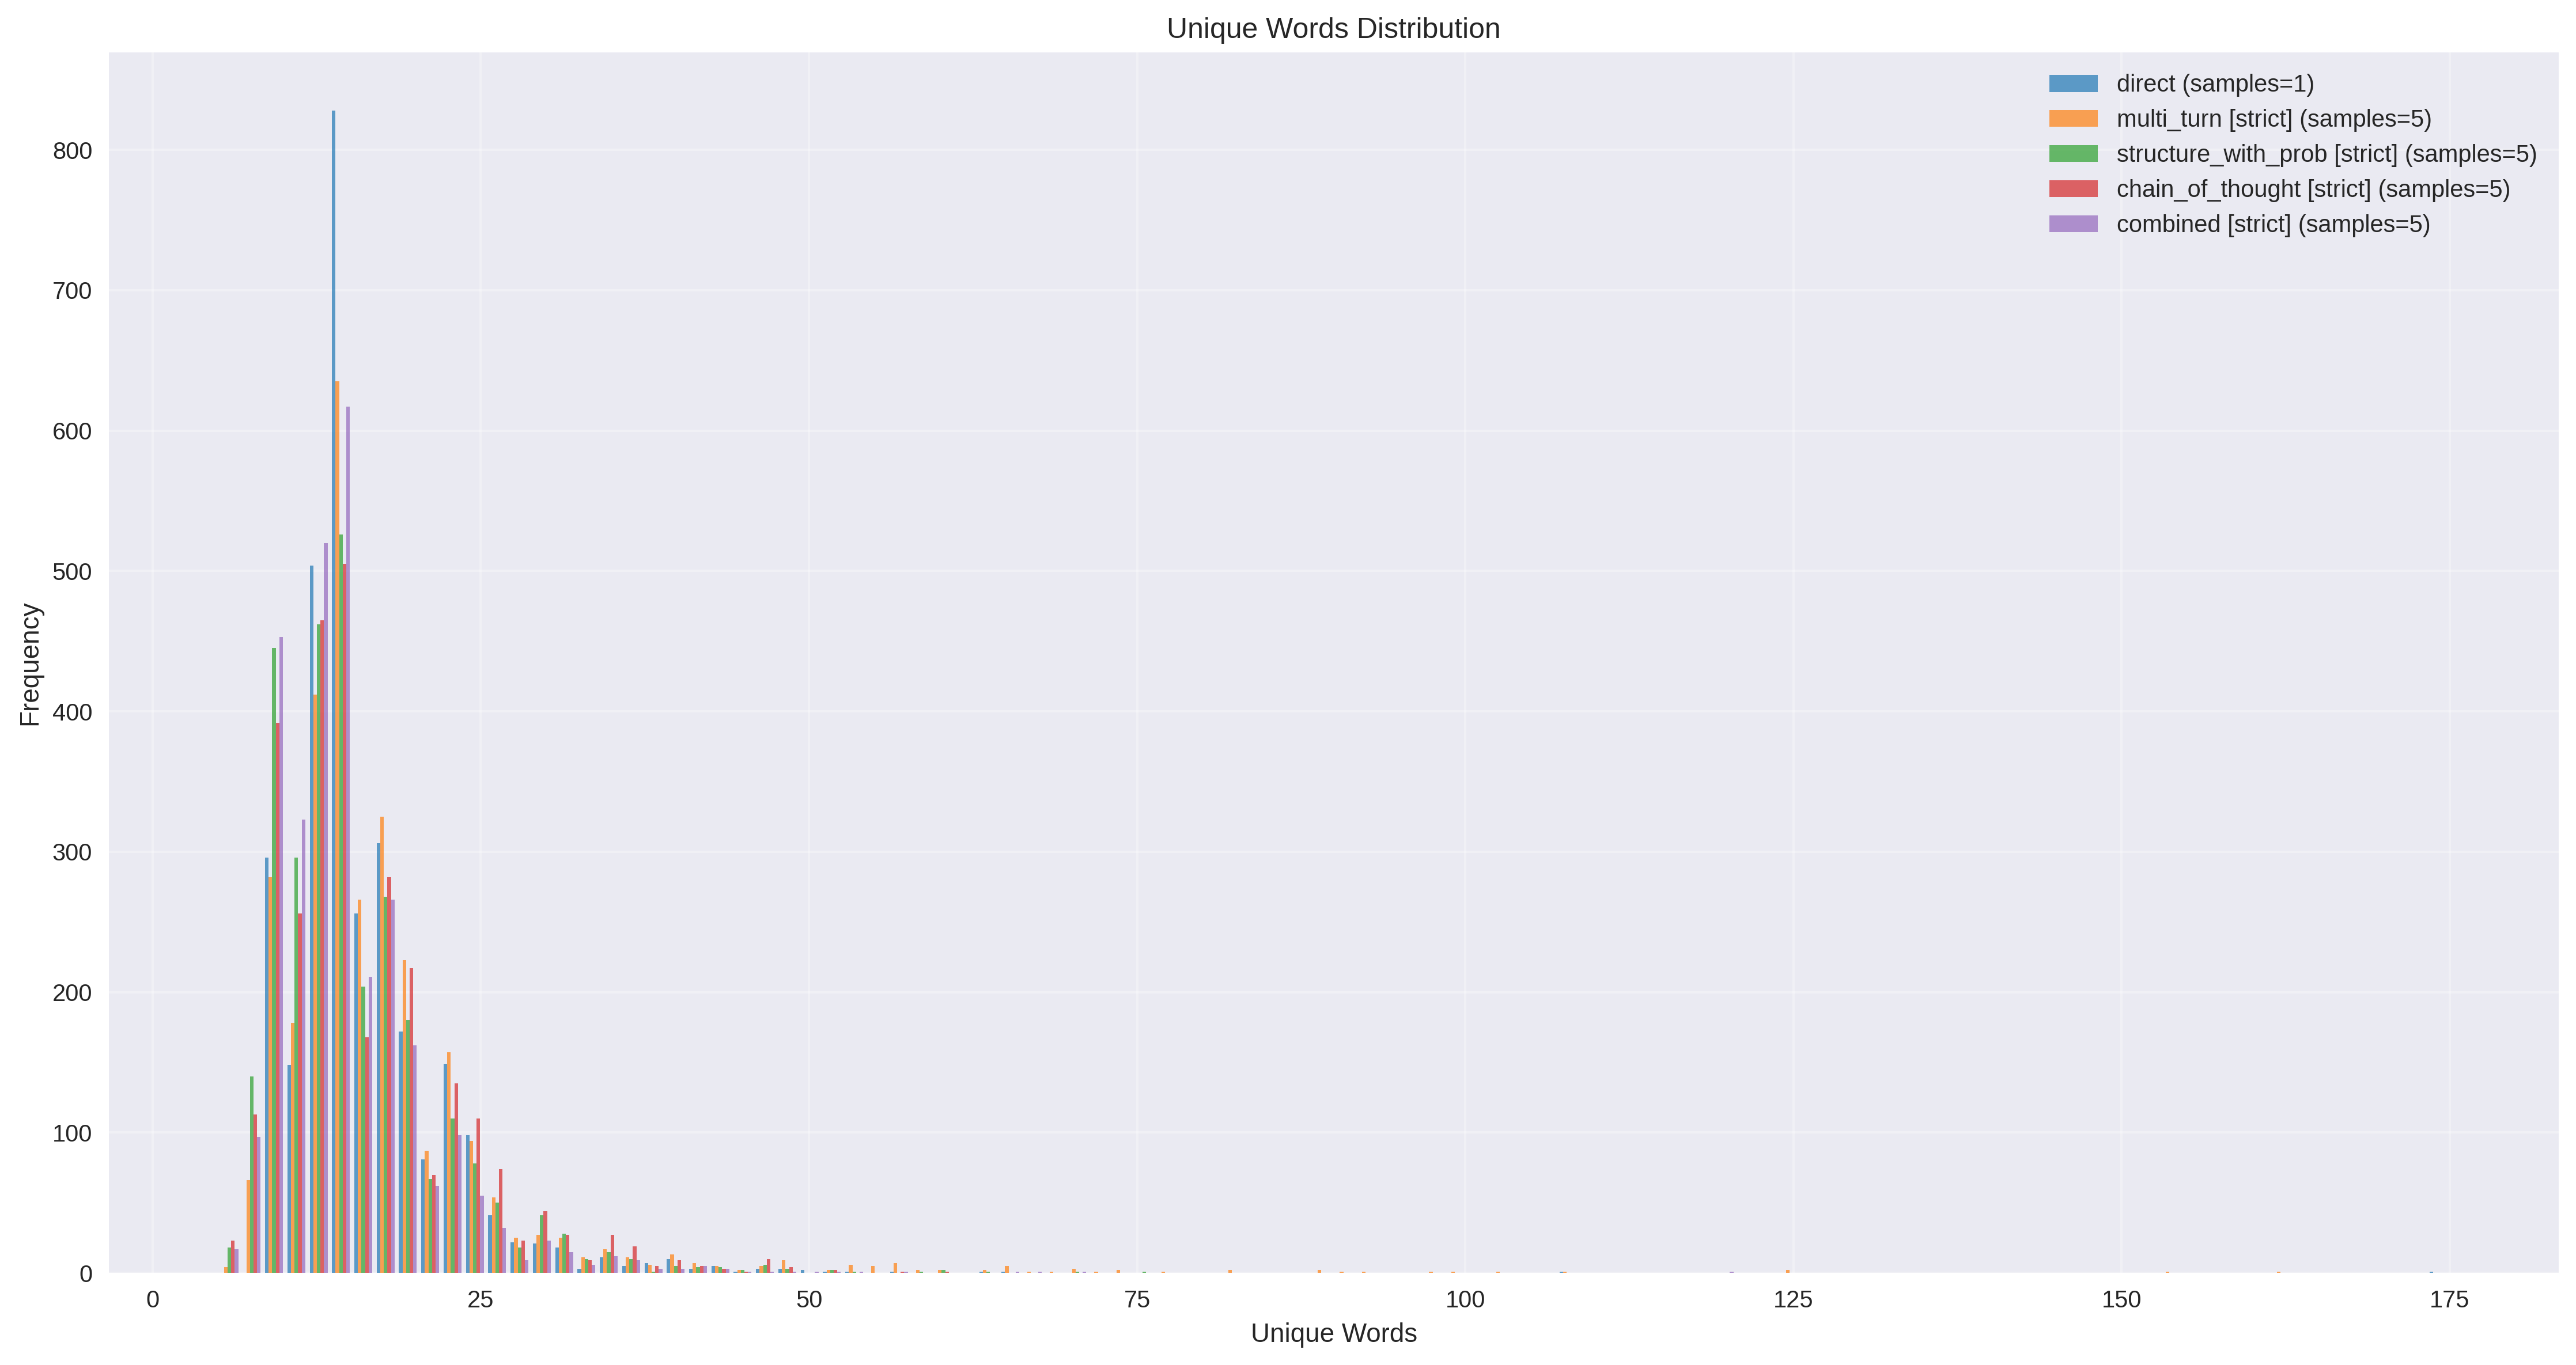 Unique Words Distribution
direct (samples=1)
multi_turn [strict] (samples=5)
structure_with_prob [strict] (samples=5)
chain_of_thought [strict] (samples=5)
combined [strict] (samples=5)
Frequency
800
700
600
500
400
300
200
100
0
0 25 50 75 100 125 150 175
Unique Words